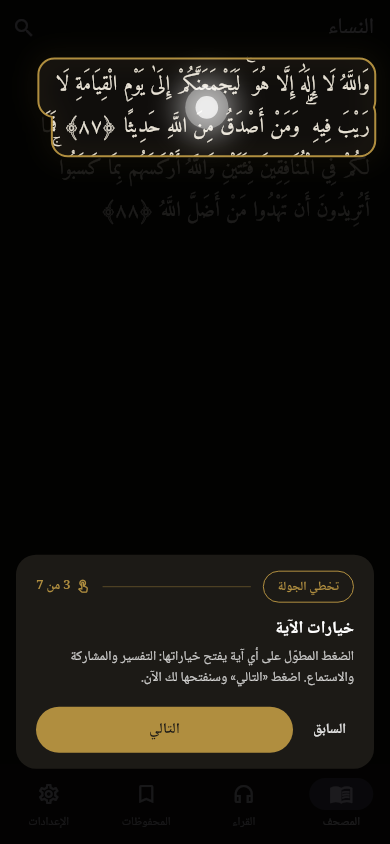 النساء
وَاللَّهُ لَا إِلَٰهَ إِلَّا هُوَ ۚ لَيَجْمَعَنَّكُمْ إِلَىٰ يَوْمِ الْقِيَامَةِ لَا
رَيْبَ فِيهِ ۗ وَمَنْ أَصْدَقُ مِنَ اللَّهِ حَدِيثًا ﴿٨٧﴾ فَمَا
لَكُمْ فِي الْمُنَافِقِينَ فِئَتَيْنِ وَاللَّهُ أَرْكَسَهُم بِمَا كَسَبُوا ۚ
أَتُرِيدُونَ أَن تَهْدُوا مَنْ أَضَلَّ اللَّهُ ﴿٨٨﴾
تخطي الجولة
3 من 7
خيارات الآية
الضغط المطوّل على أي آية يفتح خياراتها: التفسير والمشاركة
والاستماع. اضغط «التالي» وسنفتحها لك الآن.
السابق
التالي
المصحف
القراء
المحفوظات
الإعدادات